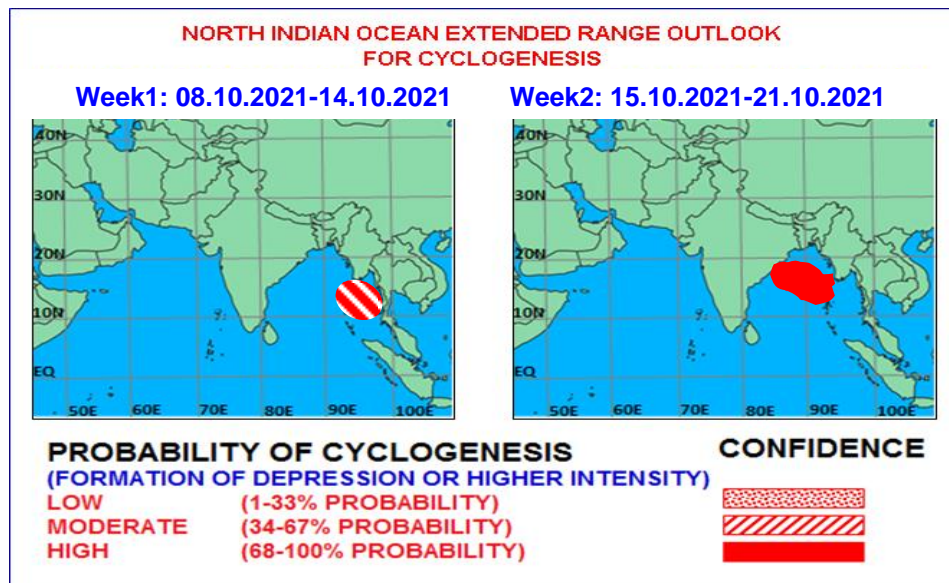 NORTH INDIAN OCEAN EXTENDED RANGE OUTLOOK
FOR CYCLOGENESIS
Week1: 08.10.2021-14.10.2021
Week2: 15.10.2021-21.10.2021
40N
30N
20N
10N
EQ
50E 60E 70E 80E 90E 100E
40N
30N
20N
10N
EQ
50E 60E 70E 80E 90E 100E
PROBABILITY OF CYCLOGENESIS
(FORMATION OF DEPRESSION OR HIGHER INTENSITY)
LOW (1-33% PROBABILITY)
MODERATE (34-67% PROBABILITY)
HIGH (68-100% PROBABILITY)
CONFIDENCE